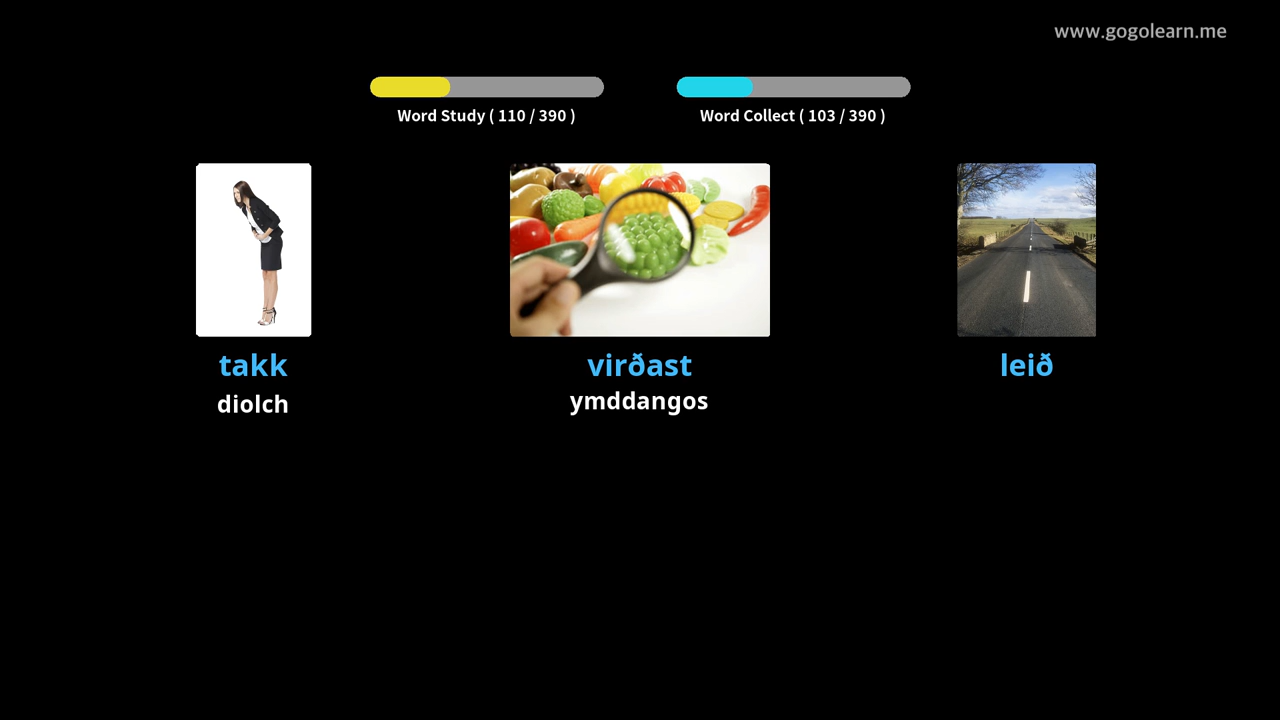 www.gogolearn.me
Word Study ( 110 / 390 )
Word Collect ( 103 / 390 )
takk
diolch
virðast
ymddangos
leið